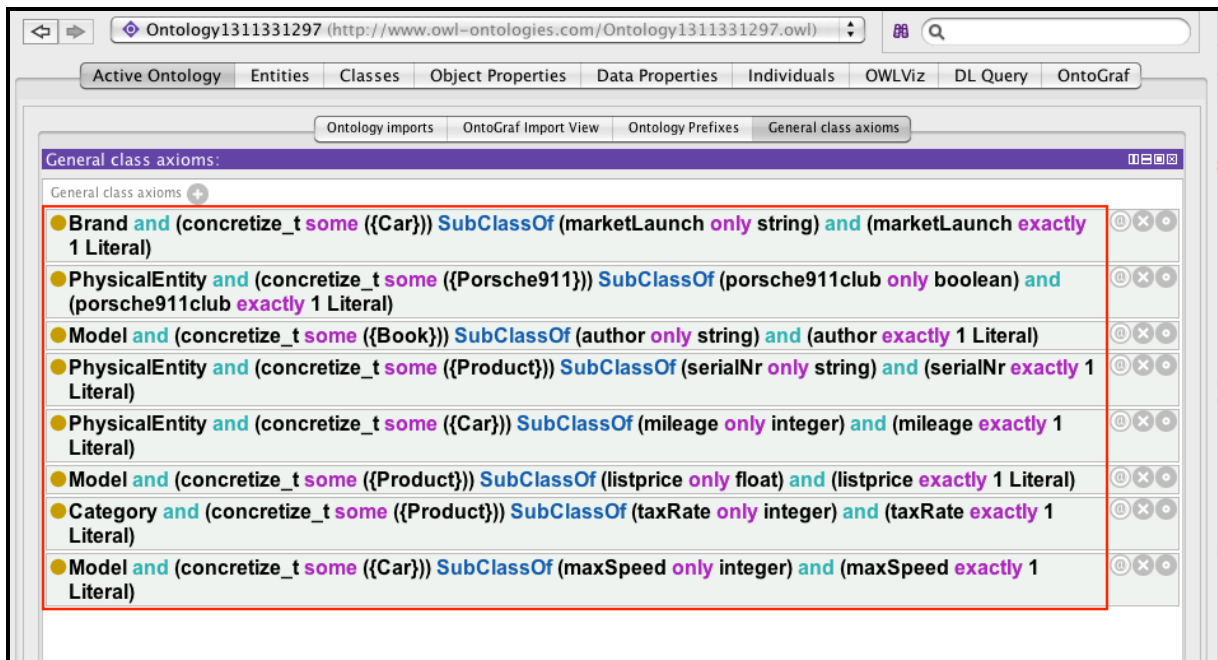 Ontology1311331297 (http://www.owl-ontologies.com/Ontology1311331297.owl)
Active Ontology Entities Classes Object Properties Data Properties Individuals OWLViz DL Query OntoGraf
Ontology imports OntoGraf Import View Ontology Prefixes General class axioms
General class axioms:
General class axioms
Brand and (concretize_t some ({Car})) SubClassOf (marketLaunch only string) and (marketLaunch exactly
1 Literal)
PhysicalEntity and (concretize_t some ({Porsche911})) SubClassOf (porsche911club only boolean) and
(porsche911club exactly 1 Literal)
Model and (concretize_t some ({Book})) SubClassOf (author only string) and (author exactly 1 Literal)
PhysicalEntity and (concretize_t some ({Product})) SubClassOf (serialNr only string) and (serialNr exactly 1
Literal)
PhysicalEntity and (concretize_t some ({Car})) SubClassOf (mileage only integer) and (mileage exactly 1
Literal)
Model and (concretize_t some ({Product})) SubClassOf (listprice only float) and (listprice exactly 1 Literal)
Category and (concretize_t some ({Product})) SubClassOf (taxRate only integer) and (taxRate exactly 1
Literal)
Model and (concretize_t some ({Car})) SubClassOf (maxSpeed only integer) and (maxSpeed exactly 1
Literal)